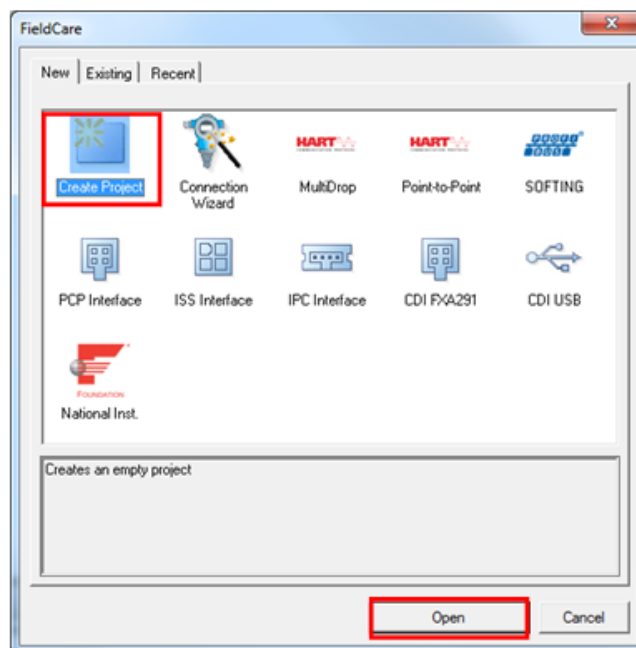 FieldCare
New Existing Recent
Create Project
Connection
Wizard
HART
MultiDrop
HART
Point-to-Point
SOFTING
PCP Interface
ISS Interface
IPC Interface
CDI FXA291
CDI USB
FOUNDATION
National Inst.
Creates an empty project
Open
Cancel